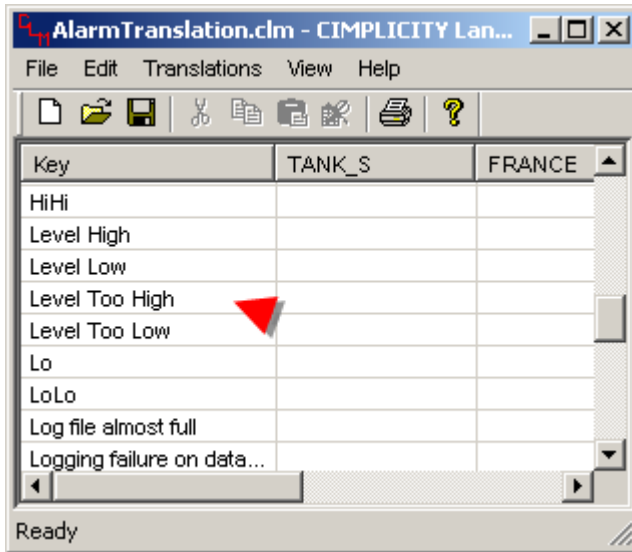 AlarmTranslation.clm - CIMPLICITY Lan...
File Edit Translations View Help
Key TANK_S FRANCE
HiHi
Level High
Level Low
Level Too High
Level Too Low
Lo
LoLo
Log file almost full
Logging failure on data...
Ready